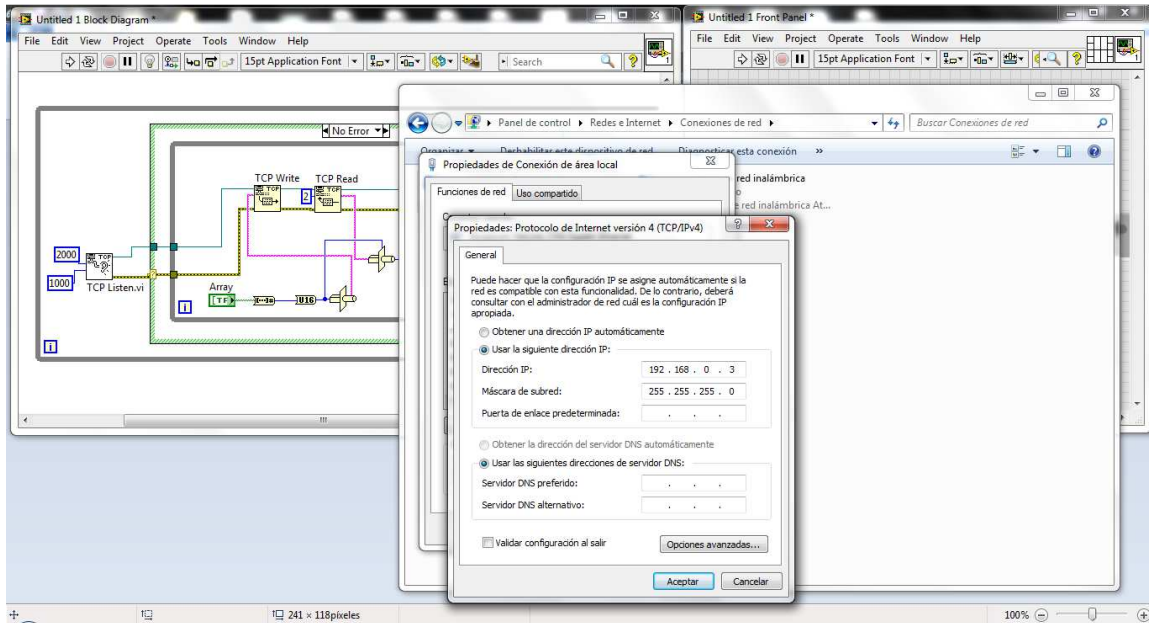 Untitled 1 Block Diagram *
File Edit View Project Operate Tools Window Help
15pt Application Font
Search
No Error
TCP Write
TCP Read
2
2000
1000
TCP Listen.vi
Array
TF
U16
i
i
Untitled 1 Front Panel *
File Edit View Project Operate Tools Window Help
15pt Application Font
Panel de control
Redes e Internet
Conexiones de red
Buscar Conexiones de red
Organizar
Deshabilitar este dispositivo de red
Diagnosticar esta conexión
»
red inalámbrica
red inalámbrica At...
Propiedades de Conexión de área local
Funciones de red
Uso compartido
Propiedades: Protocolo de Internet versión 4 (TCP/IPv4)
General
Puede hacer que la configuración IP se asigne automáticamente si la
red es compatible con esta funcionalidad. De lo contrario, deberá
consultar con el administrador de red cuál es la configuración IP
apropiada.
Obtener una dirección IP automáticamente
Usar la siguiente dirección IP:
Dirección IP: 192 . 168 . 0 . 3
Máscara de subred: 255 . 255 . 255 . 0
Puerta de enlace predeterminada: . . .
Obtener la dirección del servidor DNS automáticamente
Usar las siguientes direcciones de servidor DNS:
Servidor DNS preferido: . . .
Servidor DNS alternativo: . . .
Validar configuración al salir
Opciones avanzadas...
Aceptar
Cancelar
241 × 118píxeles
100%